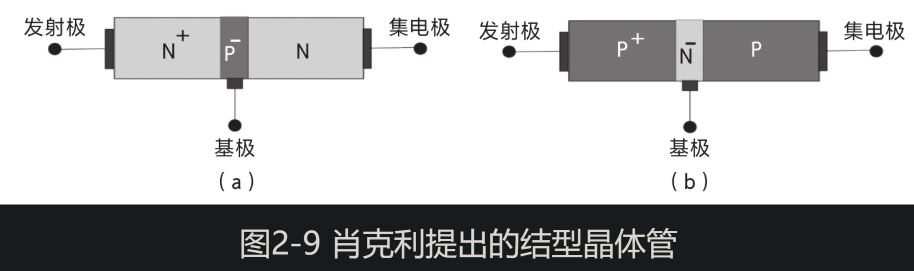 发射极 集电极 发射极 集电极
N+ P- N P+ N- P
基极 基极
(a) (b)
图2-9 肖克利提出的结型晶体管